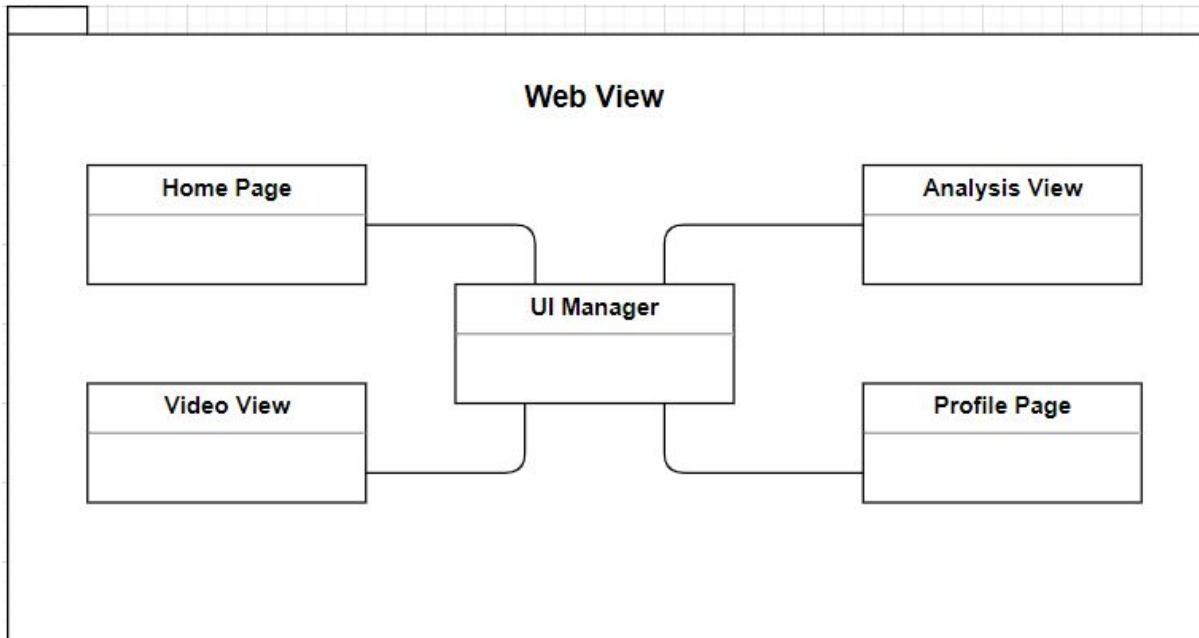 Web View
Home Page
Analysis View
UI Manager
Video View
Profile Page